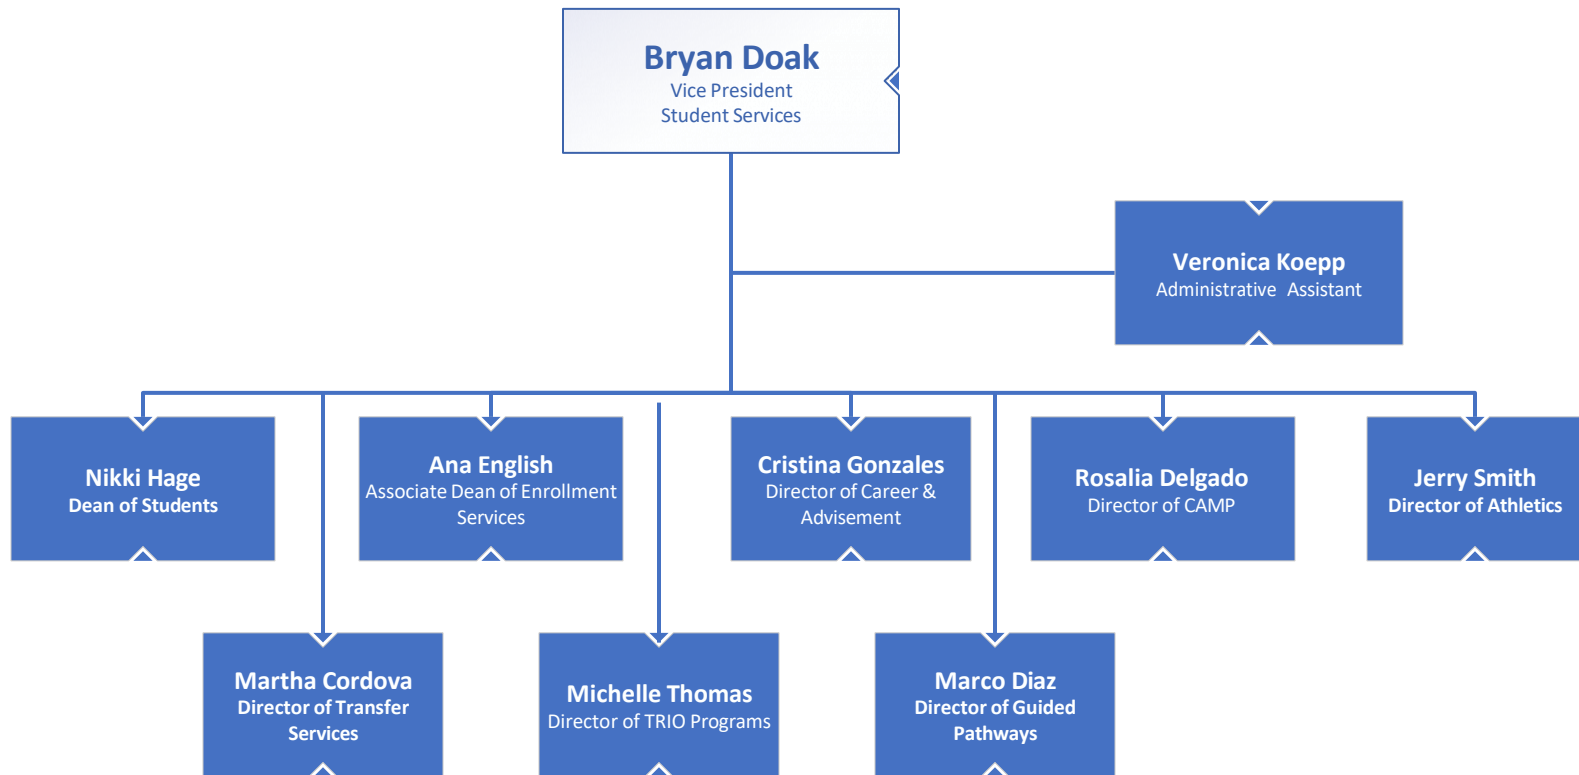 Bryan Doak
Vice President
Student Services
Veronica Koepp
Administrative Assistant
Nikki Hage
Dean of Students
Ana English
Associate Dean of Enrollment
Services
Cristina Gonzales
Director of Career &
Advisement
Rosalia Delgado
Director of CAMP
Jerry Smith
Director of Athletics
Martha Cordova
Director of Transfer
Services
Michelle Thomas
Director of TRIO Programs
Marco Diaz
Director of Guided
Pathways